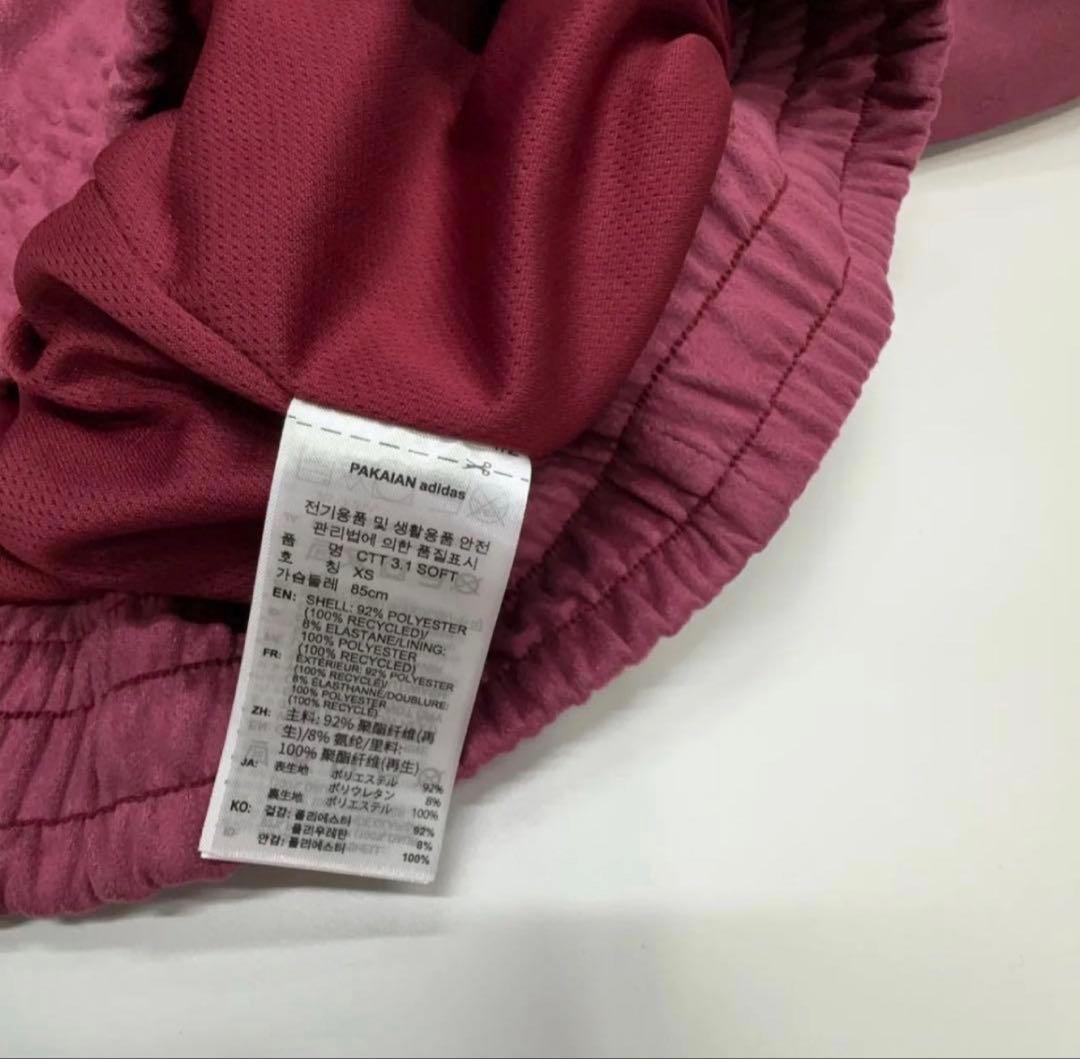 PAKAIAN adidas
전기용품 및 생활용품 안전
관리법에 의한 품질표시
품 명 CTT 3.1 SOFT
호 칭 XS
가슴둘레 85cm
EN: SHELL: 92% POLYESTER
(100% RECYCLED)/
8% ELASTANE/LINING:
100% POLYESTER
(100% RECYCLED)
FR: EXTÉRIEUR: 92% POLYESTER
(100% RECYCLÉ)/
8% ÉLASTHANNE/DOUBLURE:
100% POLYESTER
(100% RECYCLÉ)
ZH: 主料: 92% 聚酯纤维(再
生)/8% 氨纶/里料:
100% 聚酯纤维(再生)
JA: 表生地 ポリエステル 92%
ポリウレタン 8%
裏生地 ポリエステル 100%
KO: 겉감: 폴리에스터 92%
폴리우레탄 8%
안감: 폴리에스터 100%